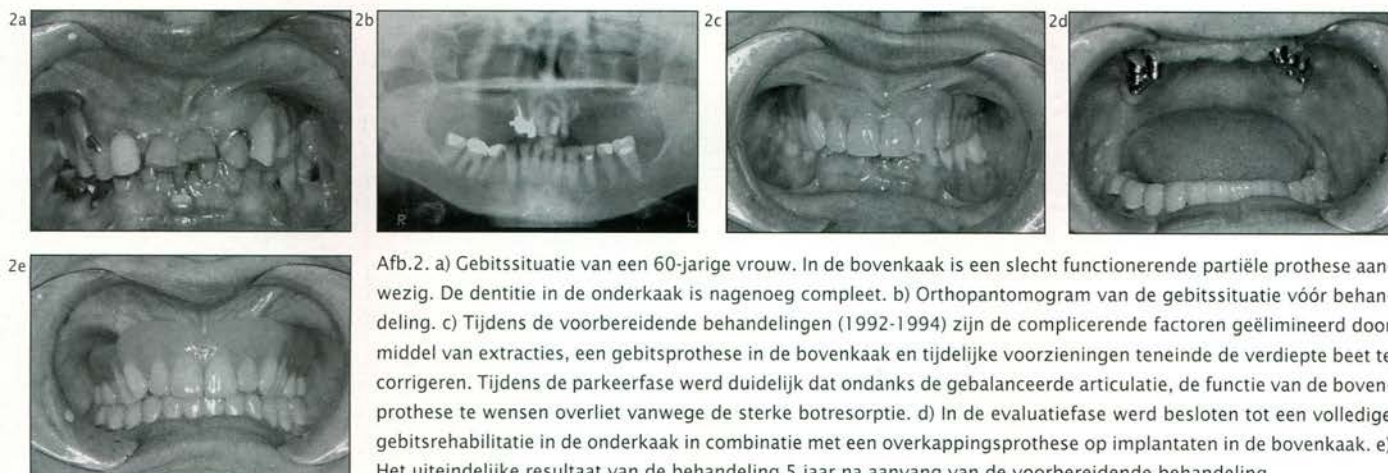 2a
2b
2c
2d
R
L
2e
Afb.2. a) Gebitssituatie van een 60-jarige vrouw. In de bovenkaak is een slecht functionerende partiële prothese aan-
wezig. De dentitie in de onderkaak is nagenoeg compleet. b) Orthopantomogram van de gebitssituatie vóór behan-
deling. c) Tijdens de voorbereidende behandelingen (1992-1994) zijn de complicerende factoren geëlimineerd door
middel van extracties, een gebitsprothese in de bovenkaak en tijdelijke voorzieningen teneinde de verdiepte beet te
corrigeren. Tijdens de parkeerfase werd duidelijk dat ondanks de gebalanceerde articulatie, de functie van de boven-
prothese te wensen overliet vanwege de sterke botresorptie. d) In de evaluatiefase werd besloten tot een volledige
gebitsrehabilitatie in de onderkaak in combinatie met een overkappingsprothese op implantaten in de bovenkaak. e)
Het uiteindelijke resultaat van de behandeling 5 jaar na aanvang van de voorbereidende behandeling